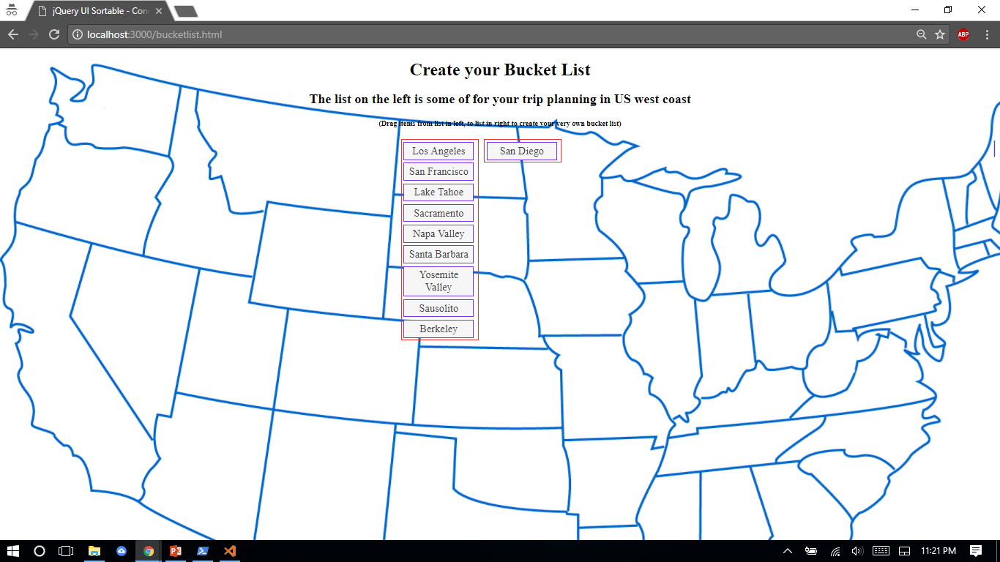 jQuery UI Sortable - Con
localhost:3000/bucketlist.html
ABP
Create your Bucket List
The list on the left is some of for your trip planning in US west coast
(Drag items from list in left, to list in right to create your very own bucket list)
Los Angeles
San Diego
San Francisco
Lake Tahoe
Sacramento
Napa Valley
Santa Barbara
Yosemite
Valley
Sausolito
Berkeley
11:21 PM